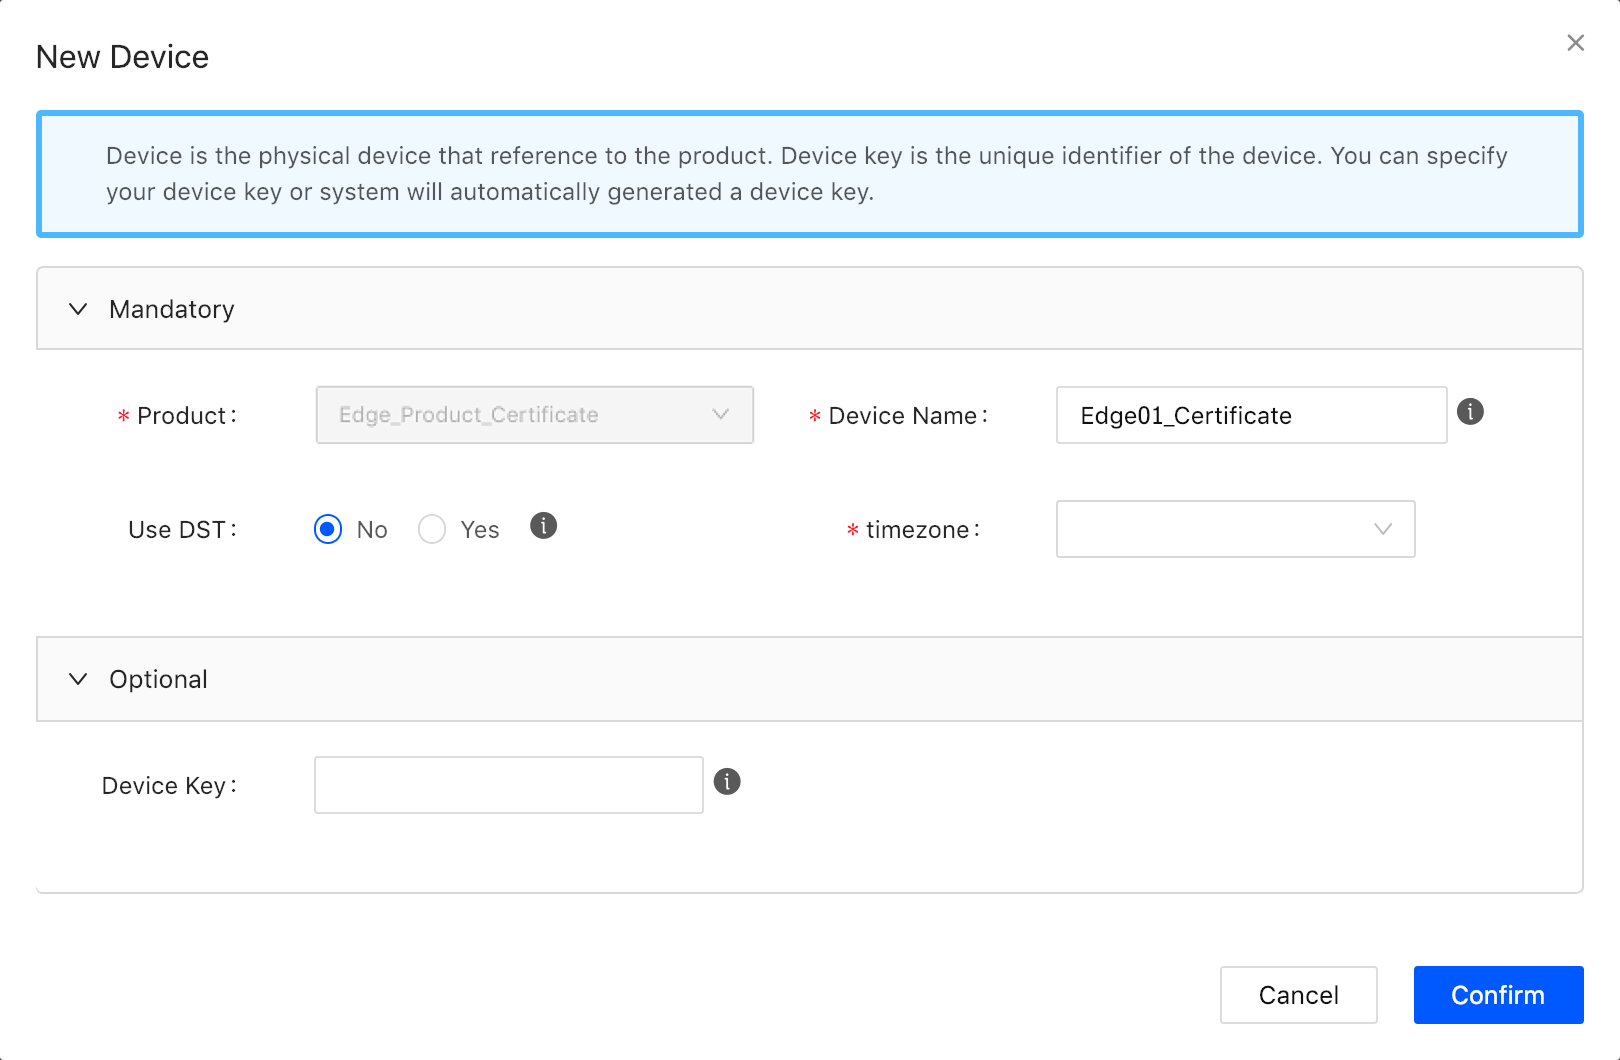 New Device
Device is the physical device that reference to the product. Device key is the unique identifier of the device. You can specify
your device key or system will automatically generated a device key.
Mandatory
* Product: Edge_Product_Certificate * Device Name: Edge01_Certificate
Use DST: No Yes * timezone:
Optional
Device Key:
Cancel Confirm